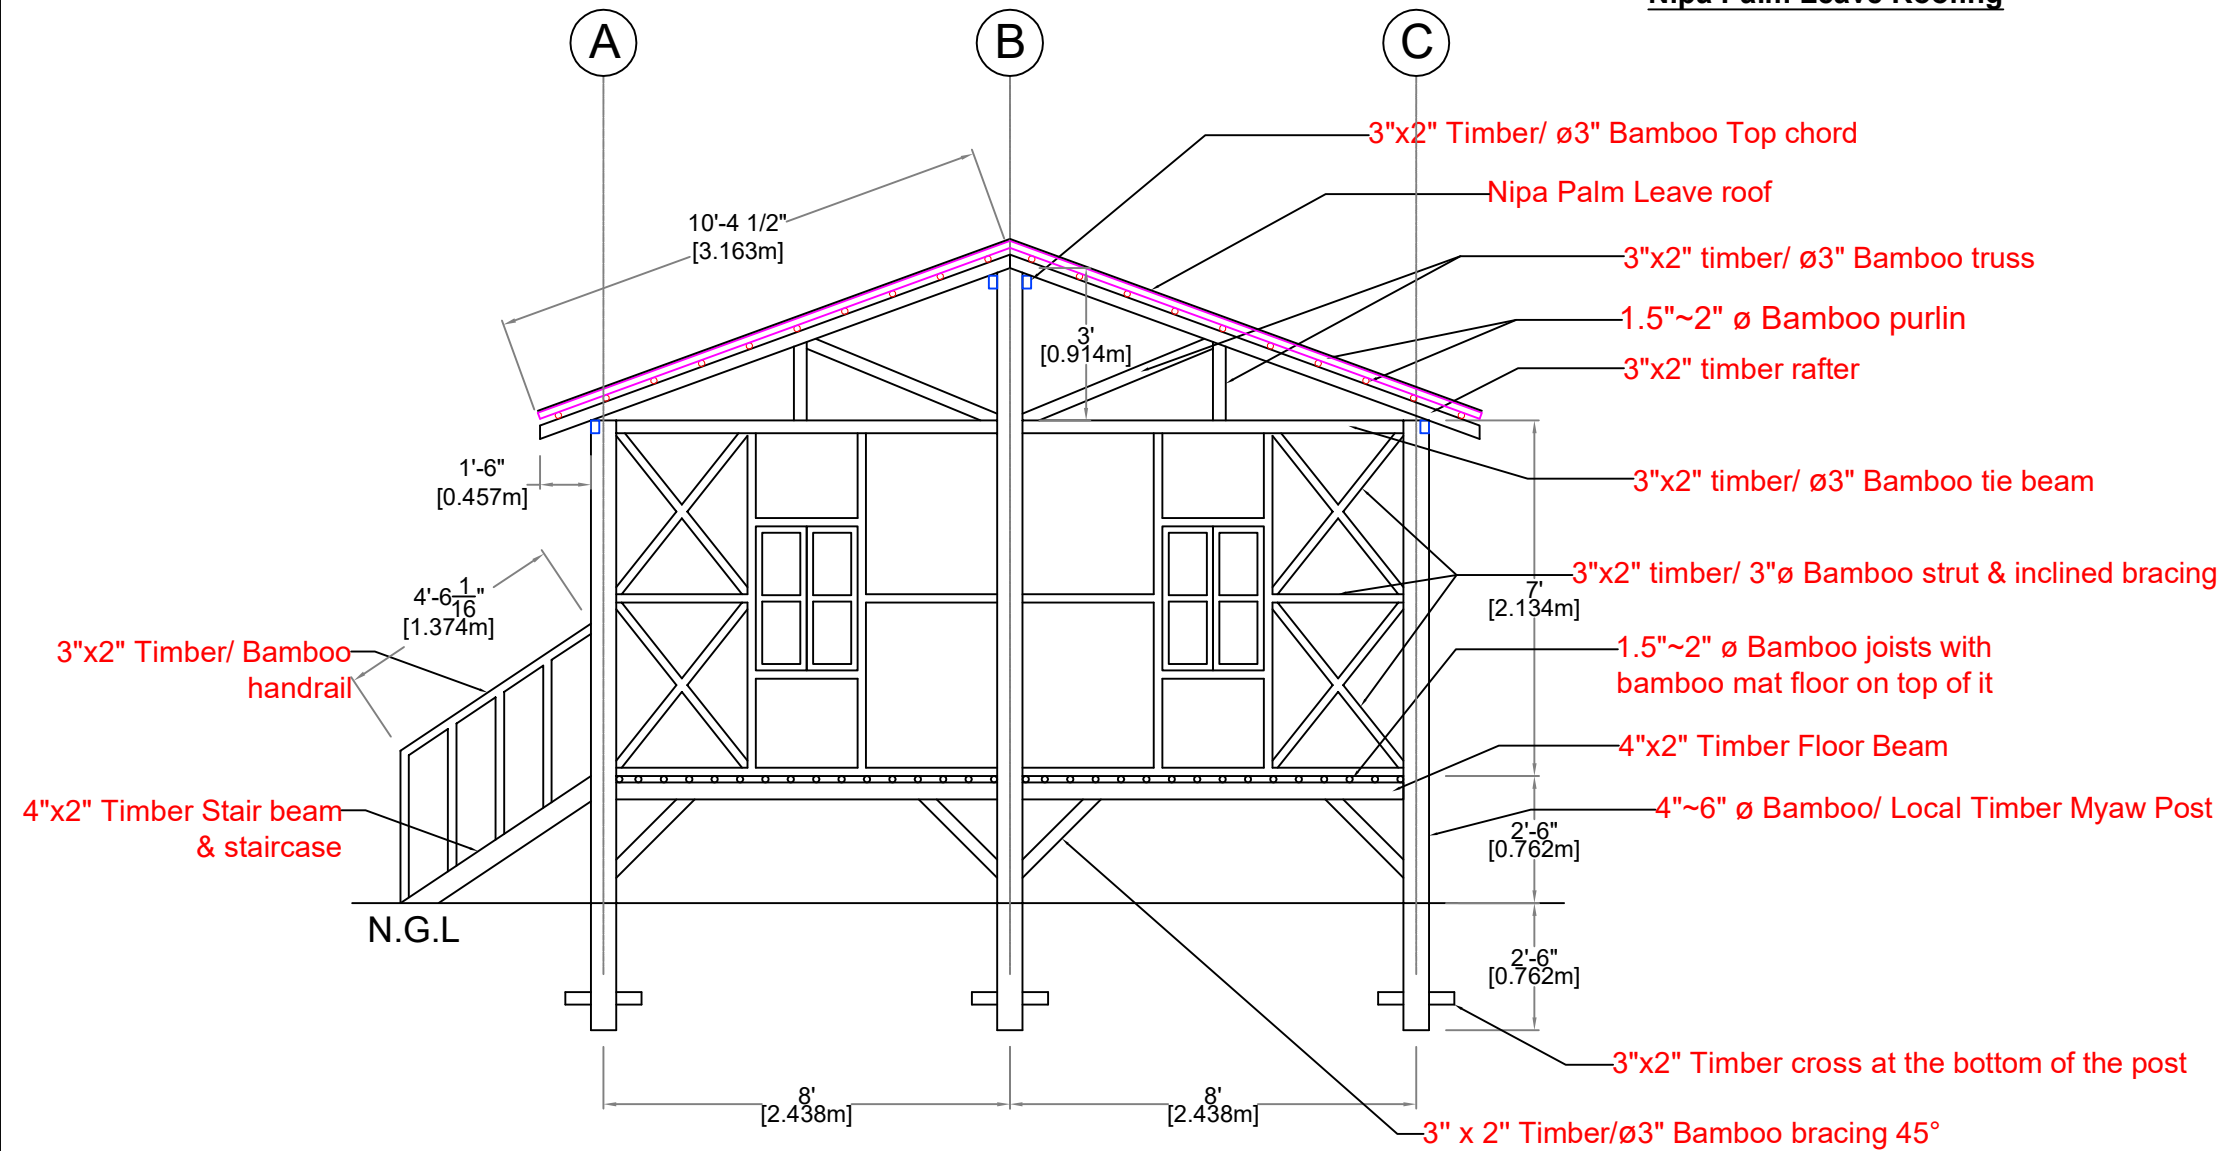 Nipa Palm Leave Roofing
A
B
C
3"x2" Timber/ ø3" Bamboo Top chord
Nipa Palm Leave roof
10'-4 1/2"
[3.163m]
3"x2" timber/ ø3" Bamboo truss
1.5"~2" ø Bamboo purlin
3'
[0.914m]
3"x2" timber rafter
1'-6"
[0.457m]
3"x2" timber/ ø3" Bamboo tie beam
4'-6 1/16"
[1.374m]
3"x2" timber/ 3"ø Bamboo strut & inclined bracing
7'
[2.134m]
3"x2" Timber/ Bamboo
handrail
1.5"~2" ø Bamboo joists with
bamboo mat floor on top of it
4"x2" Timber Floor Beam
4"x2" Timber Stair beam
& staircase
4"~6" ø Bamboo/ Local Timber Myaw Post
2'-6"
[0.762m]
N.G.L
2'-6"
[0.762m]
3"x2" Timber cross at the bottom of the post
8'
[2.438m]
8'
[2.438m]
3" x 2" Timber/ø3" Bamboo bracing 45°